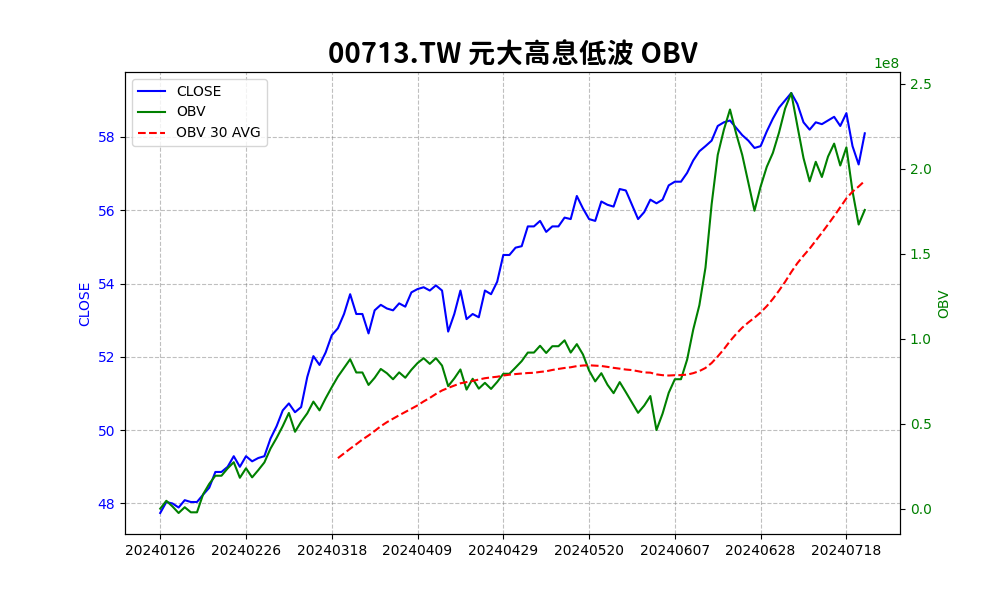 00713.TW 元大高息低波 OBV
1e8
CLOSE
OBV
OBV 30 AVG
58
56
54
52
50
48
CLOSE
2.5
2.0
1.5
1.0
0.5
0.0
OBV
20240126 20240226 20240318 20240409 20240429 20240520 20240607 20240628 20240718